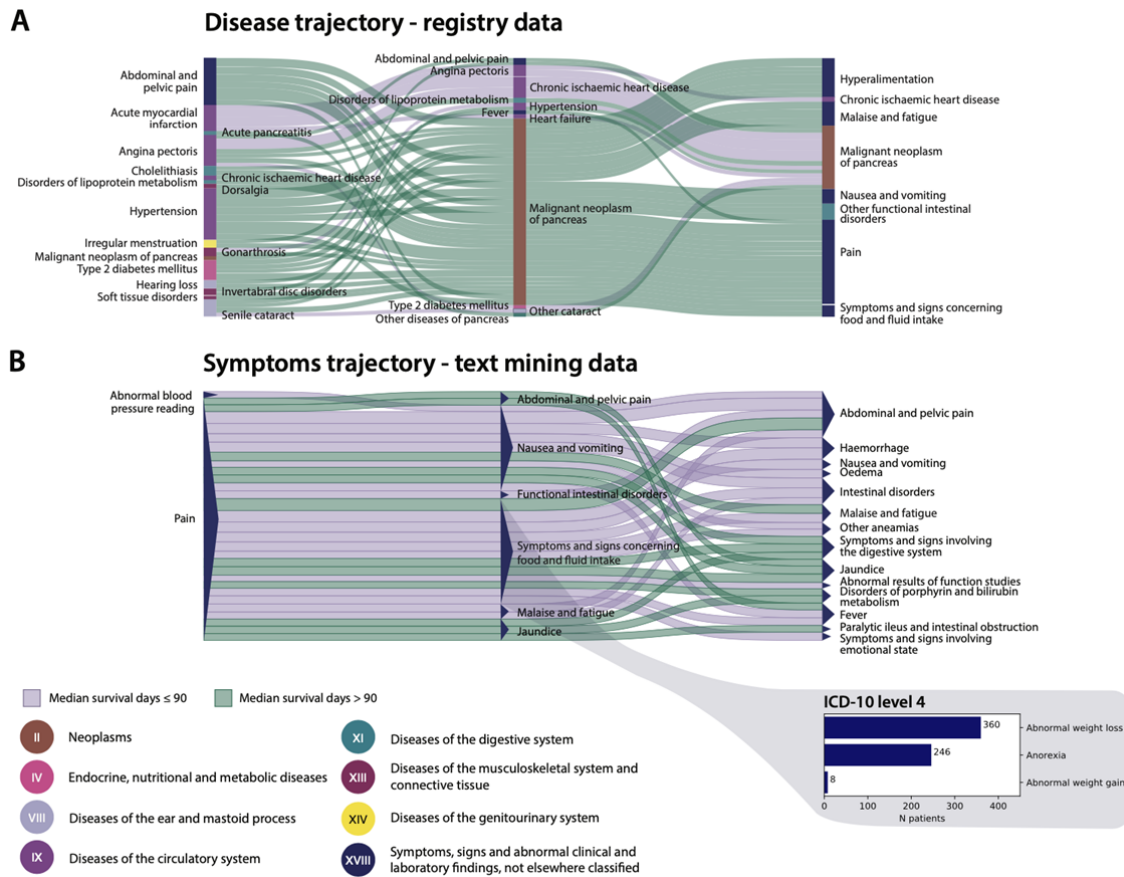 A
Disease trajectory - registry data
Abdominal and
pelvic pain
Acute myocardial
infarction
Acute pancreatitis
Angina pectoris
Cholelithiasis
Disorders of lipoprotein metabolism
Chronic ischaemic heart disease
Dorsalgia
Hypertension
Irregular menstruation
Malignant neoplasm of pancreas
Gonarthrosis
Type 2 diabetes mellitus
Hearing loss
Soft tissue disorders
Invertabral disc disorders
Senile cataract
Abdominal and pelvic pain
Angina pectoris
Chronic ischaemic heart disease
Disorders of lipoprotein metabolism
Hypertension
Fever
Heart failure
Malignant neoplasm
of pancreas
Type 2 diabetes mellitus
Other diseases of pancreas
Other cataract
Hyperalimentation
Chronic ischaemic heart disease
Malaise and fatigue
Malignant neoplasm
of pancreas
Nausea and vomiting
Other functional intestinal
disorders
Pain
Symptoms and signs concerning
food and fluid intake
B
Symptoms trajectory - text mining data
Abnormal blood
pressure reading
Pain
Abdominal and pelvic pain
Nausea and vomiting
Functional intestinal disorders
Symptoms and signs concerning
food and fluid intake
Malaise and fatigue
Jaundice
Abdominal and pelvic pain
Haemorrhage
Nausea and vomiting
Oedema
Intestinal disorders
Malaise and fatigue
Other aneamias
Symptoms and signs involving
the digestive system
Jaundice
Abnormal results of function studies
Disorders of porphyrin and bilirubin
metabolism
Fever
Paralytic ileus and intestinal obstruction
Symptoms and signs involving
emotional state
Median survival days ≤ 90
Median survival days > 90
II Neoplasms
IV Endocrine, nutritional and metabolic diseases
VIII Diseases of the ear and mastoid process
IX Diseases of the circulatory system
XI Diseases of the digestive system
XIII Diseases of the musculoskeletal system and
connective tissue
XIV Diseases of the genitourinary system
XVIII Symptoms, signs and abnormal clinical and
laboratory findings, not elsewhere classified
ICD-10 level 4
360 Abnormal weight loss
246 Anorexia
8 Abnormal weight gain
0 100 200 300 400
N patients